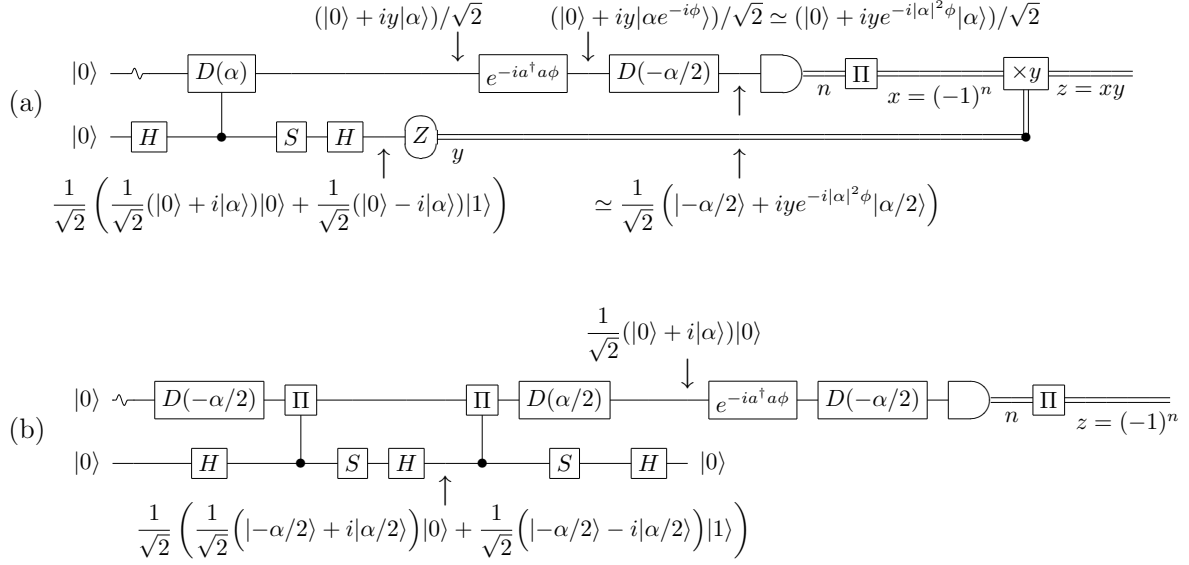 (|0⟩ + iy|α⟩)/√2   (|0⟩ + iy|αe^{-iϕ}⟩)/√2 ≃ (|0⟩ + iye^{-i|α|^2ϕ}|α⟩)/√2
|0⟩ D(α) e^{-ia^†aϕ} D(−α/2) n Π x = (−1)^n ×y z = xy
(a)
|0⟩ H S H Z y
1/√2 (1/√2(|0⟩ + i|α⟩)|0⟩ + 1/√2(|0⟩ − i|α⟩)|1⟩)   ≃ 1/√2 (|−α/2⟩ + iye^{-i|α|^2ϕ}|α/2⟩)
1/√2(|0⟩ + i|α⟩)|0⟩
|0⟩ D(−α/2) Π Π D(α/2) e^{-ia^†aϕ} D(−α/2) n Π z = (−1)^n
(b)
|0⟩ H S H S H |0⟩
1/√2 (1/√2(|−α/2⟩ + i|α/2⟩)|0⟩ + 1/√2(|−α/2⟩ − i|α/2⟩)|1⟩)